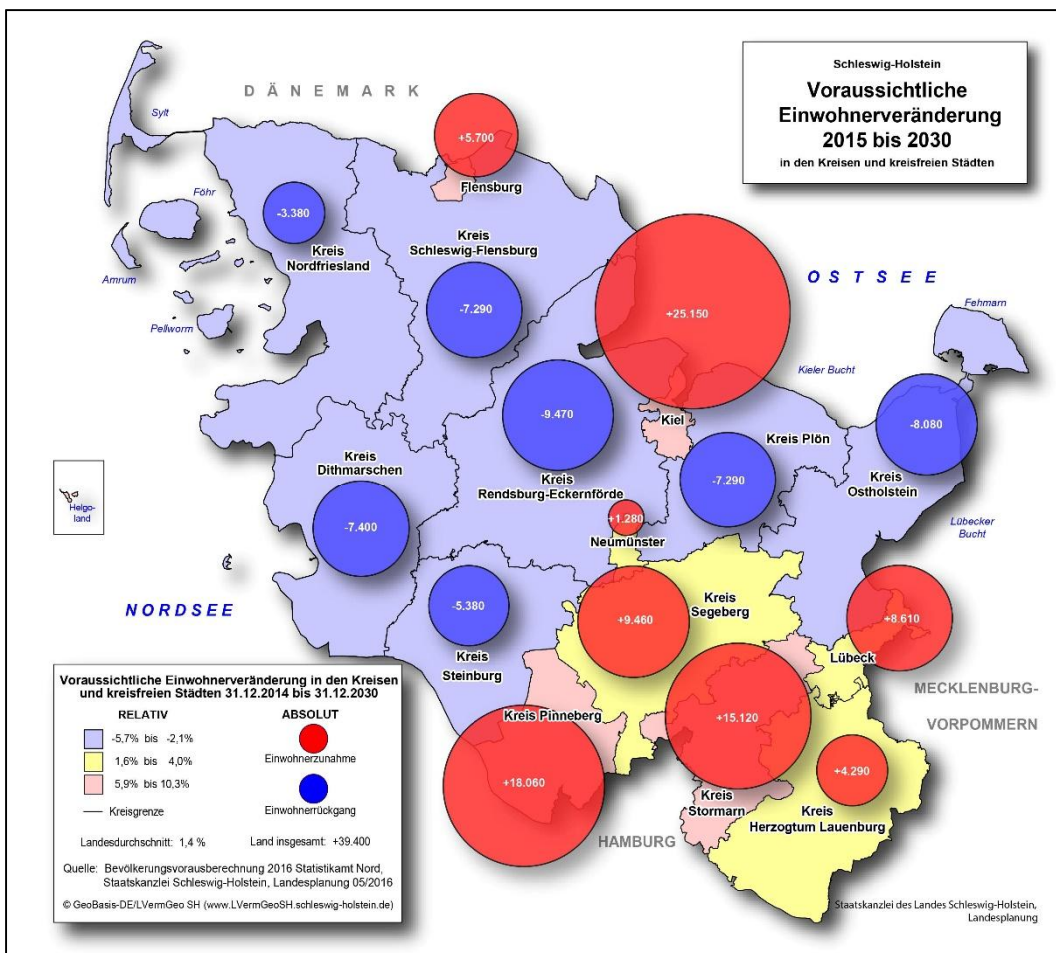 Schleswig-Holstein
Voraussichtliche
Einwohnerveränderung
2015 bis 2030
in den Kreisen und kreisfreien Städten
DÄNEMARK
Sylt
+5.700
Flensburg
Föhr
-3.380
Kreis
Nordfriesland
Kreis
Schleswig-Flensburg
Amrum
-7.290
Pellworm
+25.150
OSTSEE
Fehmarn
Kieler Bucht
-9.470
Kiel
Kreis Plön
-8.080
Kreis
Ostholstein
Kreis
Dithmarschen
Kreis
Rendsburg-Eckernförde
-7.290
Helgo-
land
-7.400
+1.280
Neumünster
Lübecker
Bucht
NORDSEE
-5.380
Kreis
Steinburg
+9.460
Kreis
Segeberg
+8.610
Lübeck
MECKLENBURG-
VORPOMMERN
Kreis Pinneberg
+15.120
+18.060
+4.290
Kreis
Stormarn
Kreis
Herzogtum Lauenburg
HAMBURG
Voraussichtliche Einwohnerveränderung in den Kreisen
und kreisfreien Städten 31.12.2014 bis 31.12.2030
RELATIV
-5,7% bis -2,1%
1,6% bis 4,0%
5,9% bis 10,3%
Kreisgrenze
Landesdurchschnitt: 1,4 %
ABSOLUT
Einwohnerzunahme
Einwohnerrückgang
Land insgesamt: +39.400
Quelle: Bevölkerungsvorausberechnung 2016 Statistikamt Nord,
Staatskanzlei Schleswig-Holstein, Landesplanung 05/2016
© GeoBasis-DE/LVermGeo SH (www.LVermGeoSH.schleswig-holstein.de)
Staatskanzlei des Landes Schleswig-Holstein,
Landesplanung